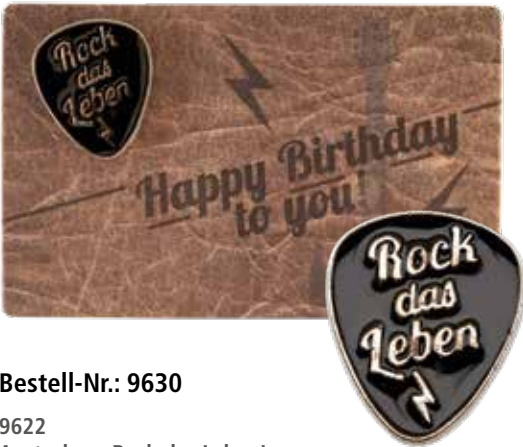 Rock
das
Leben
Happy Birthday
to you!
Rock
das
Leben
Bestell-Nr.: 9630
9622